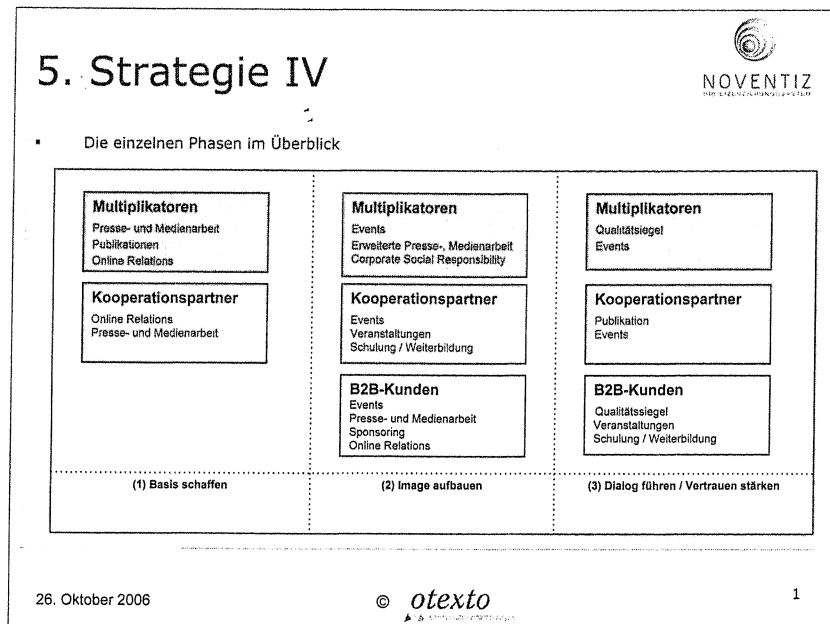 5. Strategie IV
NOVENTIZ
▪ Die einzelnen Phasen im Überblick
Multiplikatoren
Presse- und Medienarbeit
Publikationen
Online Relations
Kooperationspartner
Online Relations
Presse- und Medienarbeit
(1) Basis schaffen
Multiplikatoren
Events
Erweiterte Presse-, Medienarbeit
Corporate Social Responsibility
Kooperationspartner
Events
Veranstaltungen
Schulung / Weiterbildung
B2B-Kunden
Events
Presse- und Medienarbeit
Sponsoring
Online Relations
(2) Image aufbauen
Multiplikatoren
Qualitätsiegel
Events
Kooperationspartner
Publikation
Events
B2B-Kunden
Qualitätssiegel
Veranstaltungen
Schulung / Weiterbildung
(3) Dialog führen / Vertrauen stärken
26. Oktober 2006
© otexto
1